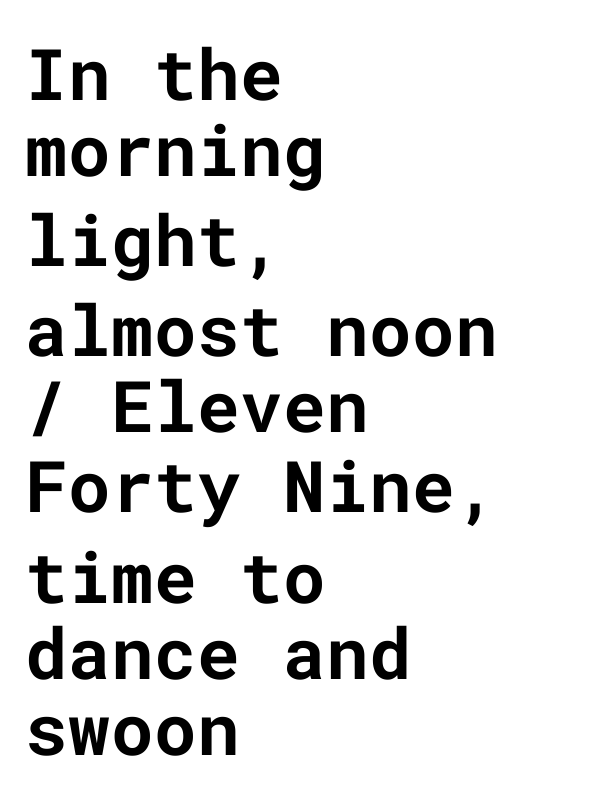 In the
morning
light,
almost noon
/ Eleven
Forty Nine,
time to
dance and
swoon